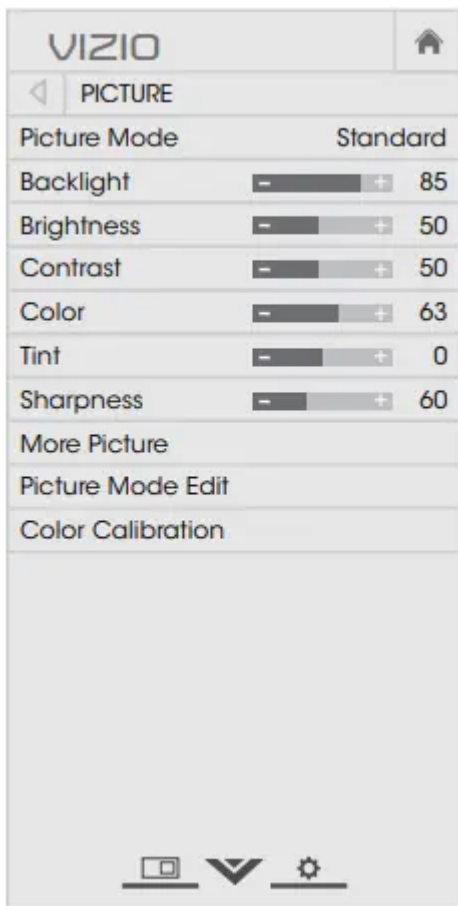 VIZIO
PICTURE
Picture Mode Standard
Backlight - + 85
Brightness - + 50
Contrast - + 50
Color - + 63
Tint - + 0
Sharpness - + 60
More Picture
Picture Mode Edit
Color Calibration